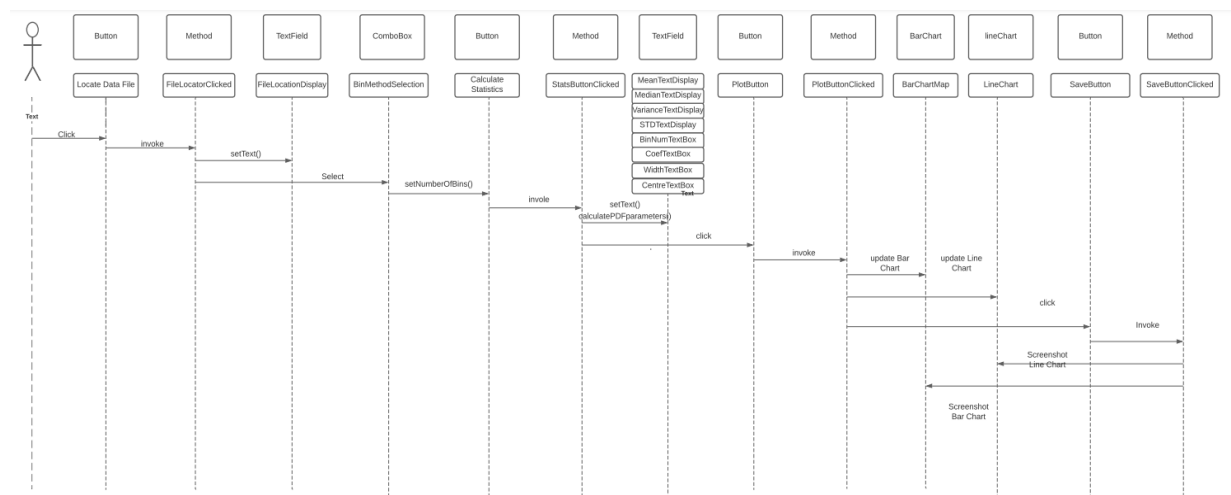 Button
Method
TextField
ComboBox
Button
Method
TextField
Button
Method
BarChart
lineChart
Button
Method
Locate Data File
FileLocatorClicked
FileLocationDisplay
BinMethodSelection
Calculate
Statistics
StatsButtonClicked
MeanTextDisplay
MedianTextDisplay
VarianceTextDisplay
STDTextDisplay
BinNumTextBox
CoefTextBox
WidthTextBox
CentreTextBox
PlotButton
PlotButtonClicked
BarChartMap
LineChart
SaveButton
SaveButtonClicked
Text
Click
invoke
setText()
Select
setNumberOfBins()
Text
invole
setText()
calculatePDFparameters()
click
invoke
update Bar
Chart
update Line
Chart
click
Invoke
Screenshot
Line Chart
Screenshot
Bar Chart